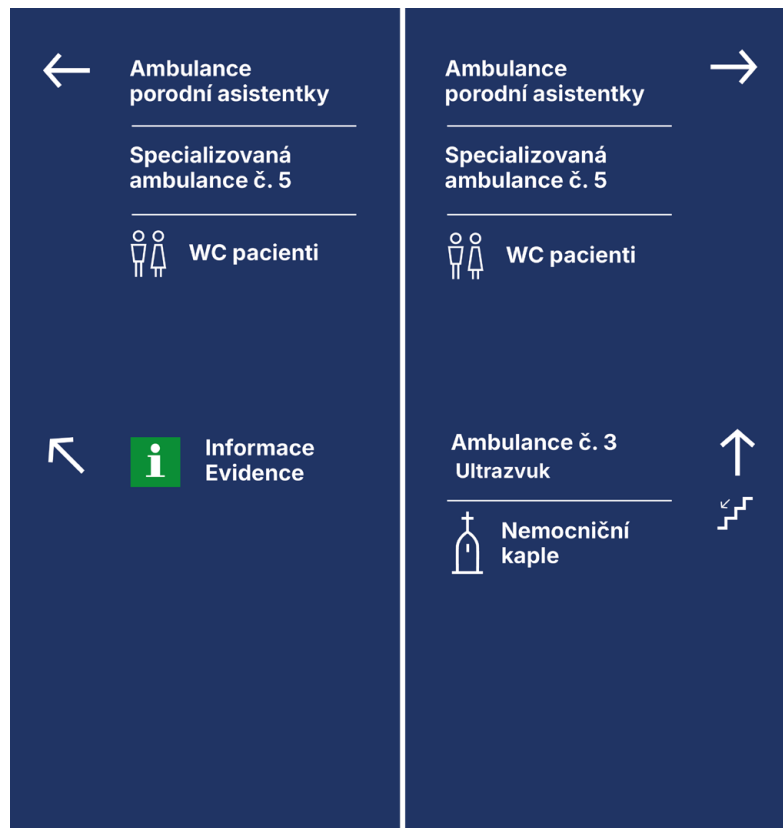 Ambulance
porodní asistentky
Specializovaná
ambulance č. 5
WC pacienti
i
Informace
Evidence
Ambulance
porodní asistentky
Specializovaná
ambulance č. 5
WC pacienti
Ambulance č. 3
Ultrazvuk
Nemocniční
kaple